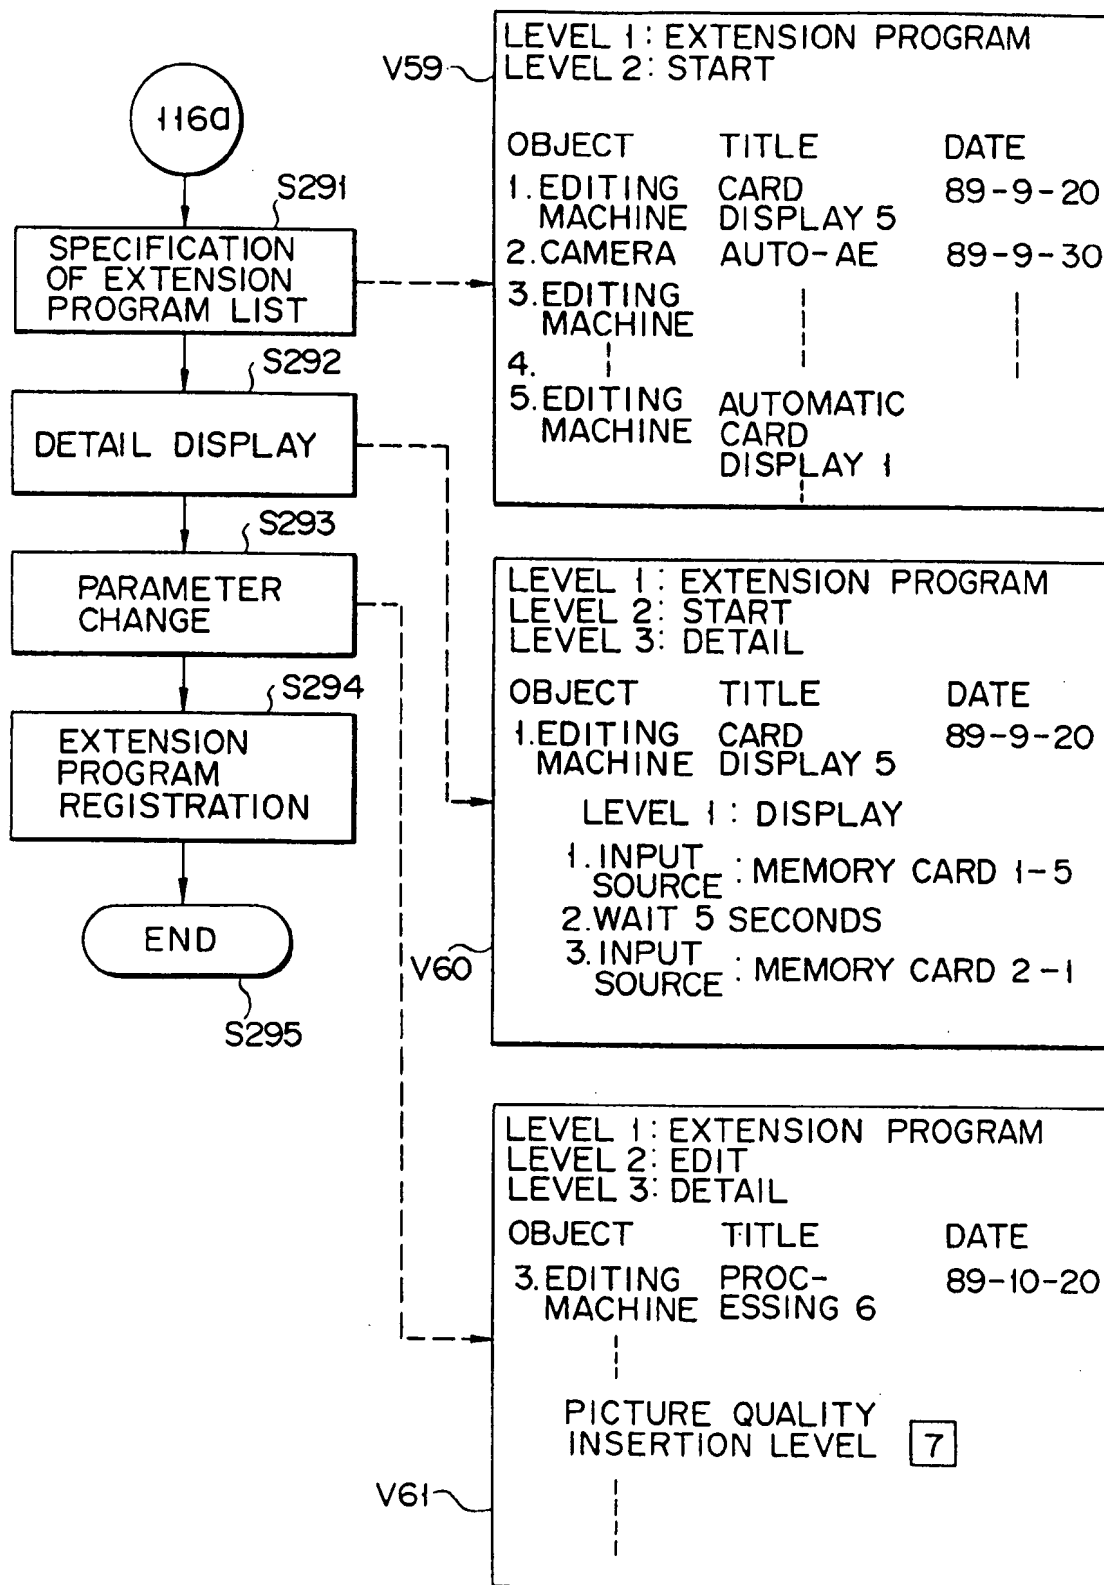 116a
S291
SPECIFICATION
OF EXTENSION
PROGRAM LIST
S292
DETAIL DISPLAY
S293
PARAMETER
CHANGE
S294
EXTENSION
PROGRAM
REGISTRATION
END
S295
V59
LEVEL 1: EXTENSION PROGRAM
LEVEL 2: START
OBJECT TITLE DATE
1. EDITING CARD 89-9-20
MACHINE DISPLAY 5
2. CAMERA AUTO-AE 89-9-30
3. EDITING
MACHINE
4.
5. EDITING AUTOMATIC
MACHINE CARD
DISPLAY 1
V60
LEVEL 1: EXTENSION PROGRAM
LEVEL 2: START
LEVEL 3: DETAIL
OBJECT TITLE DATE
1. EDITING CARD 89-9-20
MACHINE DISPLAY 5
LEVEL 1: DISPLAY
1. INPUT
SOURCE : MEMORY CARD 1-5
2. WAIT 5 SECONDS
3. INPUT
SOURCE : MEMORY CARD 2-1
V61
LEVEL 1: EXTENSION PROGRAM
LEVEL 2: EDIT
LEVEL 3: DETAIL
OBJECT TITLE DATE
3. EDITING PROC- 89-10-20
MACHINE ESSING 6
PICTURE QUALITY
INSERTION LEVEL 7